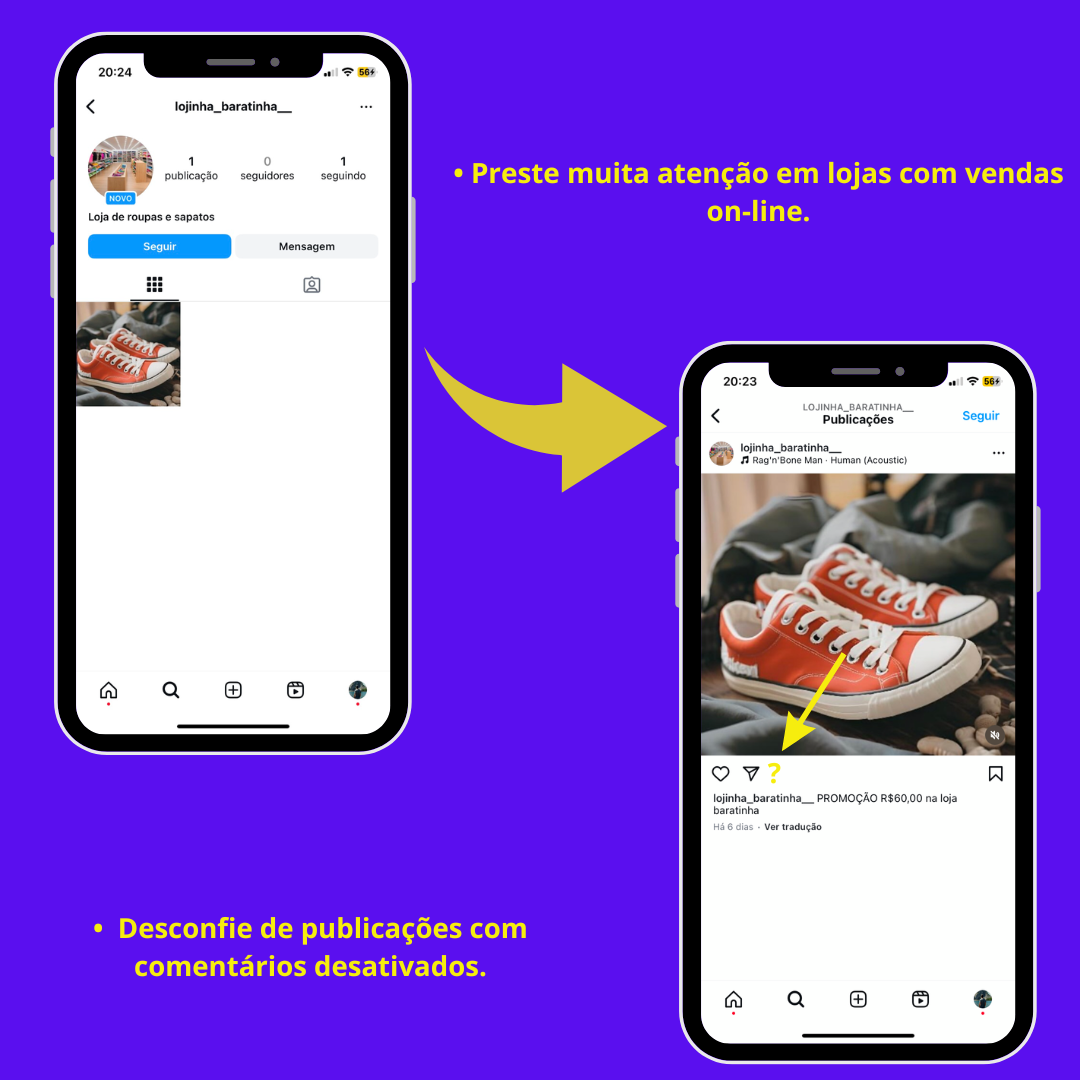 20:24
56
lojinha_baratinha__
1
0
1
publicação
seguidores
seguindo
NOVO
Loja de roupas e sapatos
Seguir
Mensagem
• Preste muita atenção em lojas com vendas
on-line.
20:23
56
LOJINHA_BARATINHA__
Publicações
Seguir
lojinha_baratinha__
Rag'n'Bone Man · Human (Acoustic)
?
lojinha_baratinha__ PROMOÇÃO R$60,00 na loja
baratinha
Há 6 dias · Ver tradução
• Desconfie de publicações com
comentários desativados.